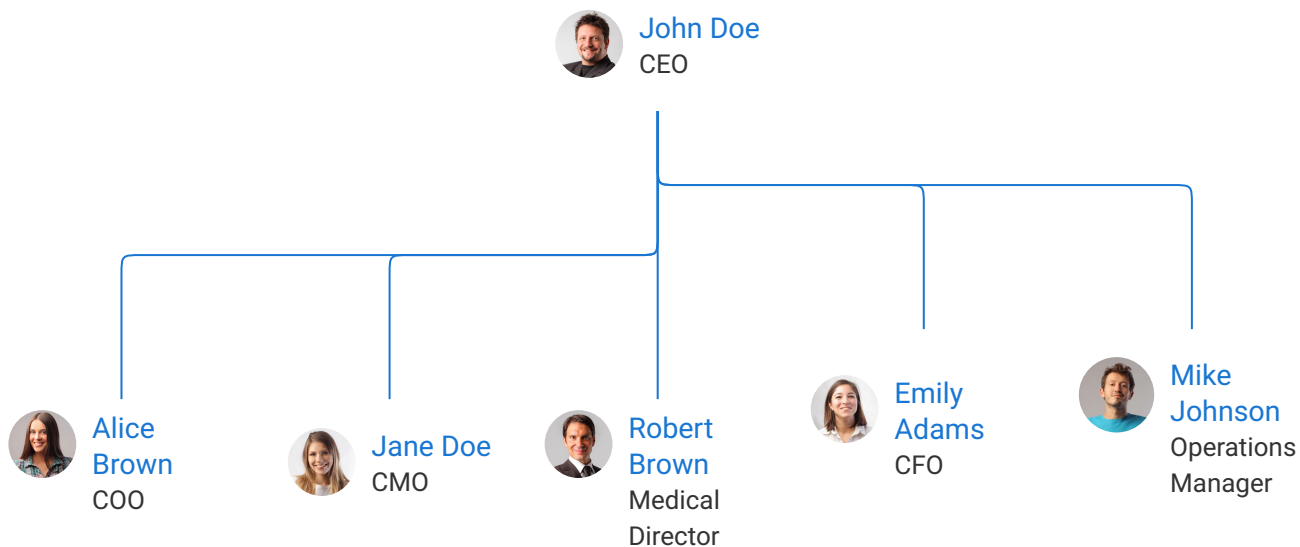 John Doe
CEO
Alice
Brown
COO
Jane Doe
CMO
Robert
Brown
Medical
Director
Emily
Adams
CFO
Mike
Johnson
Operations
Manager